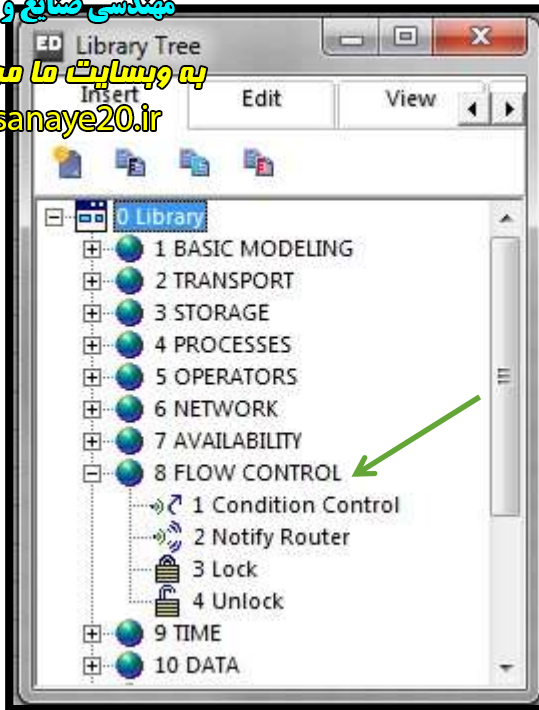 مهندسی صنایع و
ED Library Tree
به وبسایت ما
Insert Edit View
sanaye20.ir
0 Library
1 BASIC MODELING
2 TRANSPORT
3 STORAGE
4 PROCESSES
5 OPERATORS
6 NETWORK
7 AVAILABILITY
8 FLOW CONTROL
1 Condition Control
2 Notify Router
3 Lock
4 Unlock
9 TIME
10 DATA